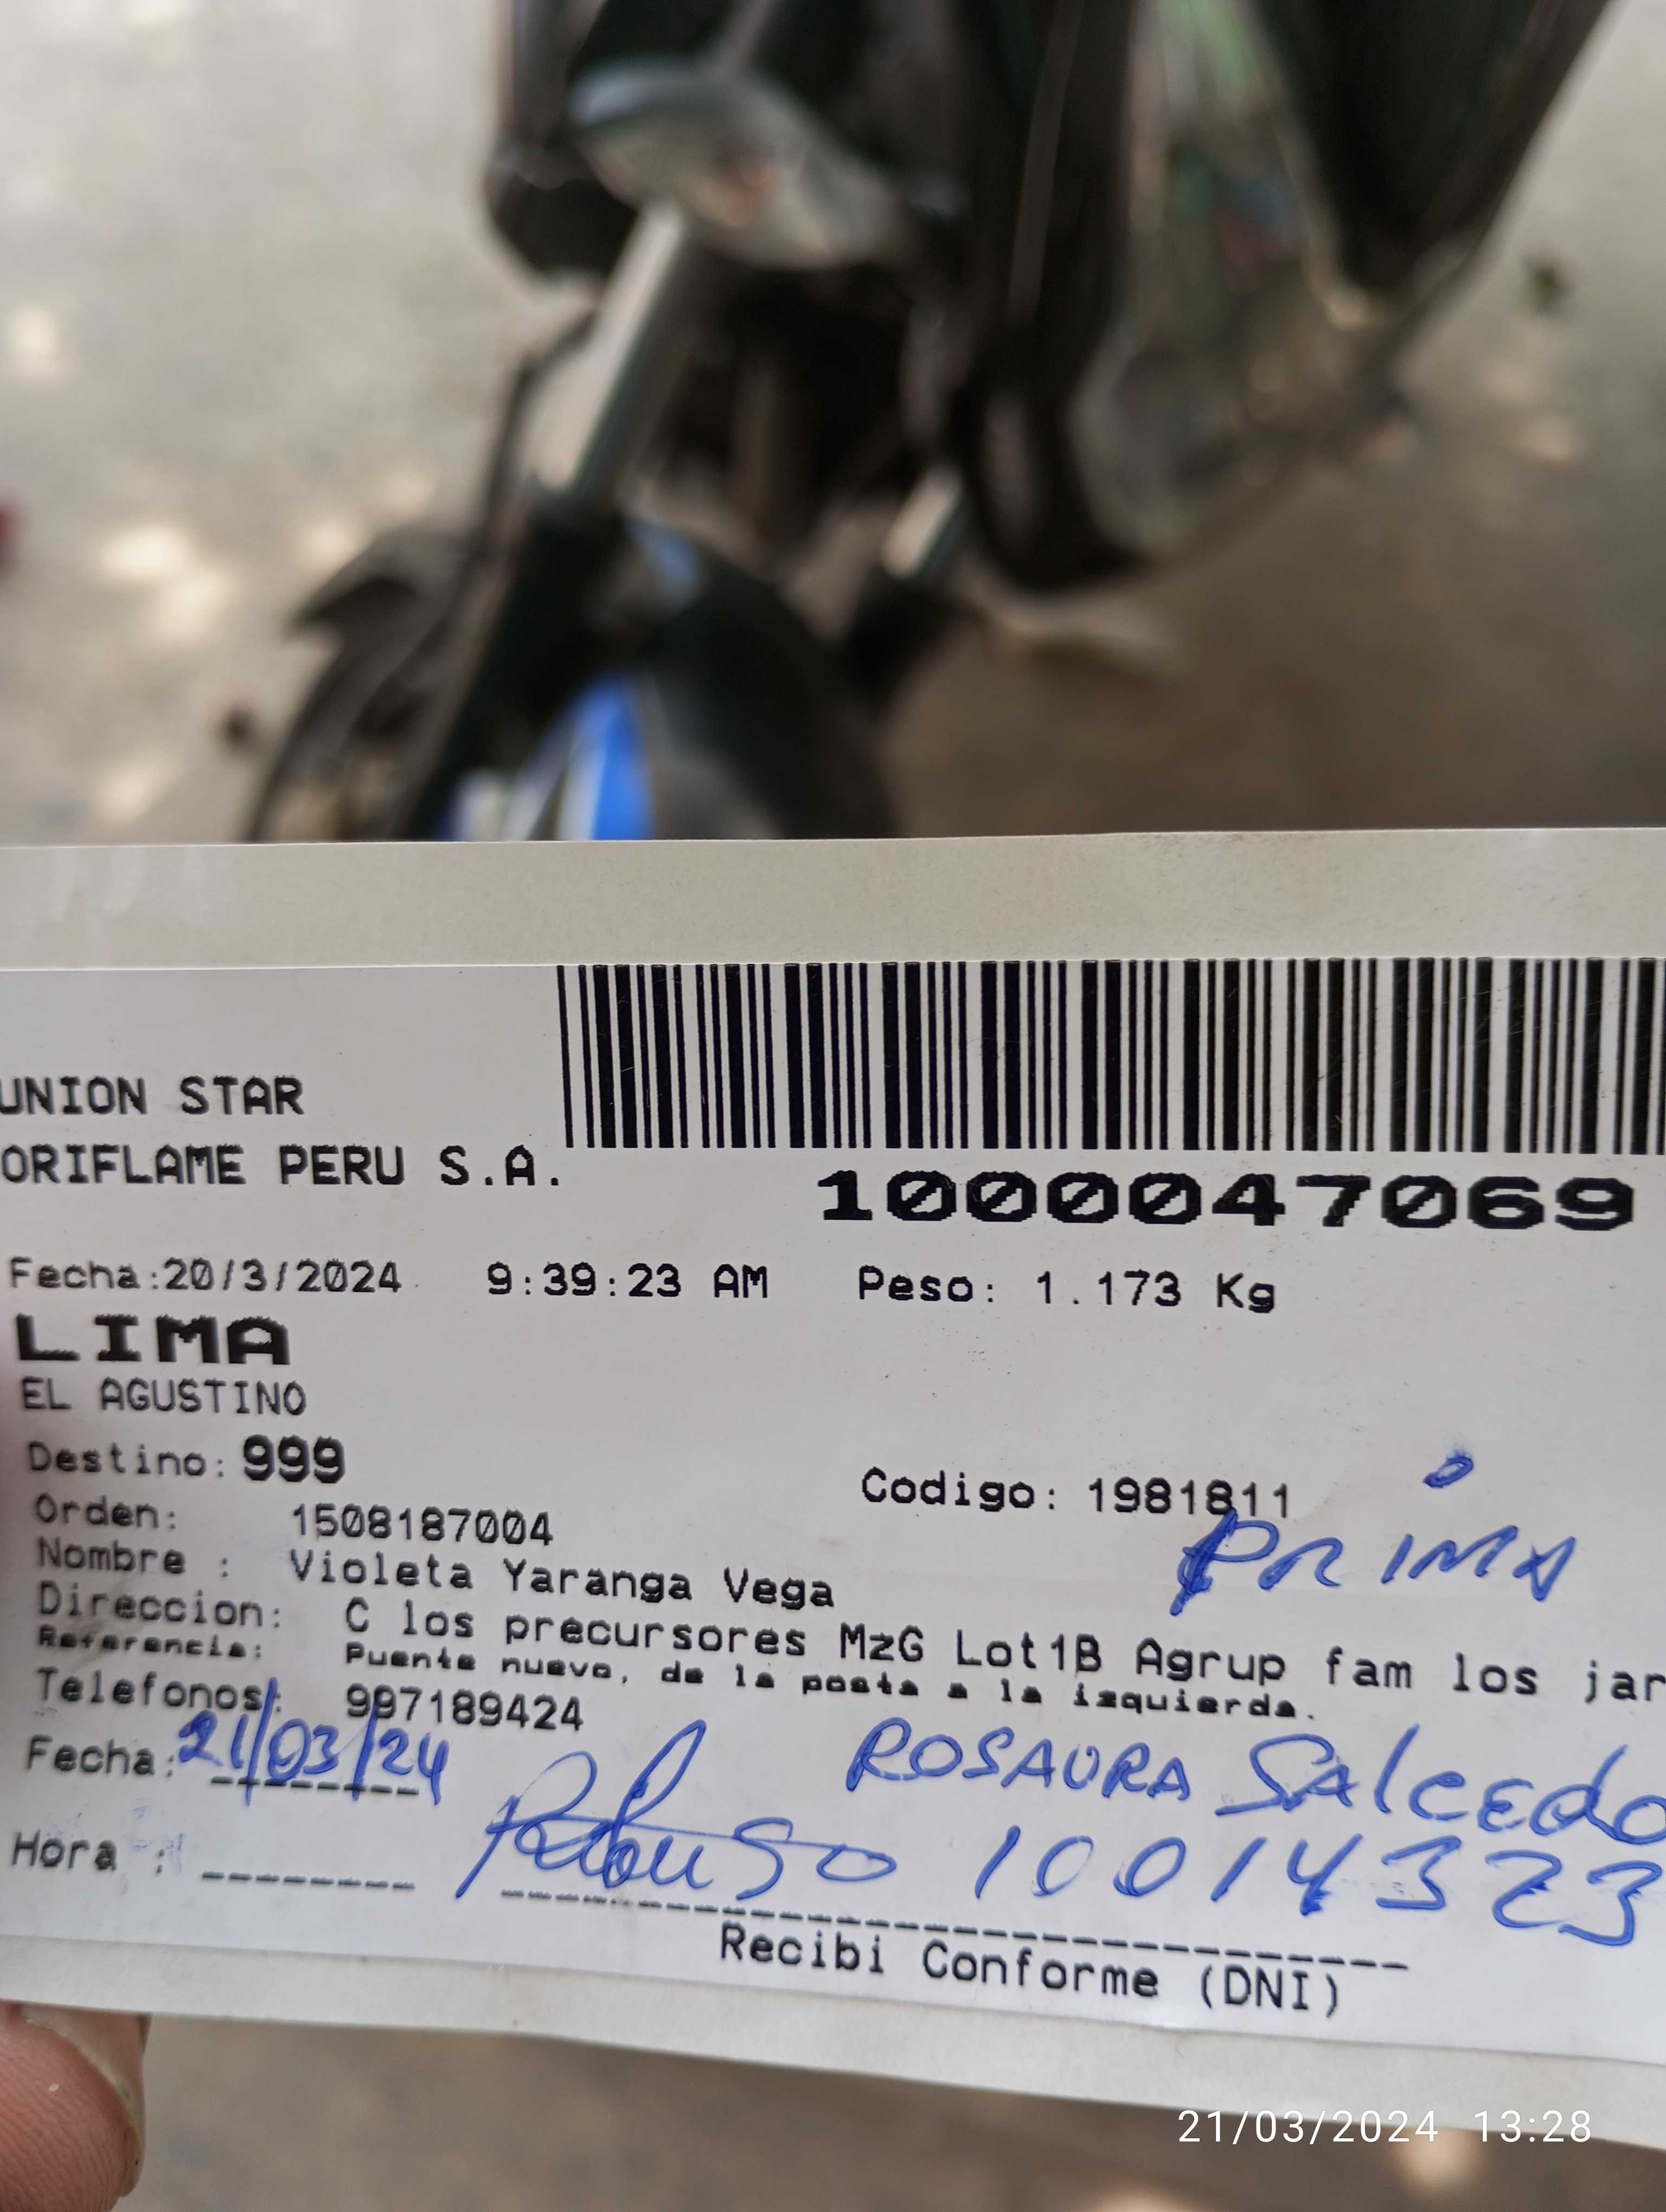 UNION STAR
ORIFLAME PERU S.A.
1000047069
Fecha:20/3/2024 9:39:23 AM Peso: 1.173 Kg
LIMA
EL AGUSTINO
Destino: 999
Codigo: 1981811
Orden: 1508187004
PRIMA
Nombre : Violeta Yaranga Vega
Direccion: C los precursores MzG Lot1B Agrup fam los jar
Referencia: Puente nuevo, de la posta a la izquierda.
Telefonos: 997189424
Fecha: 21/03/24
ROSAURA Salcedo
Hora :
10014323
Recibi Conforme (DNI)
21/03/2024 13:28